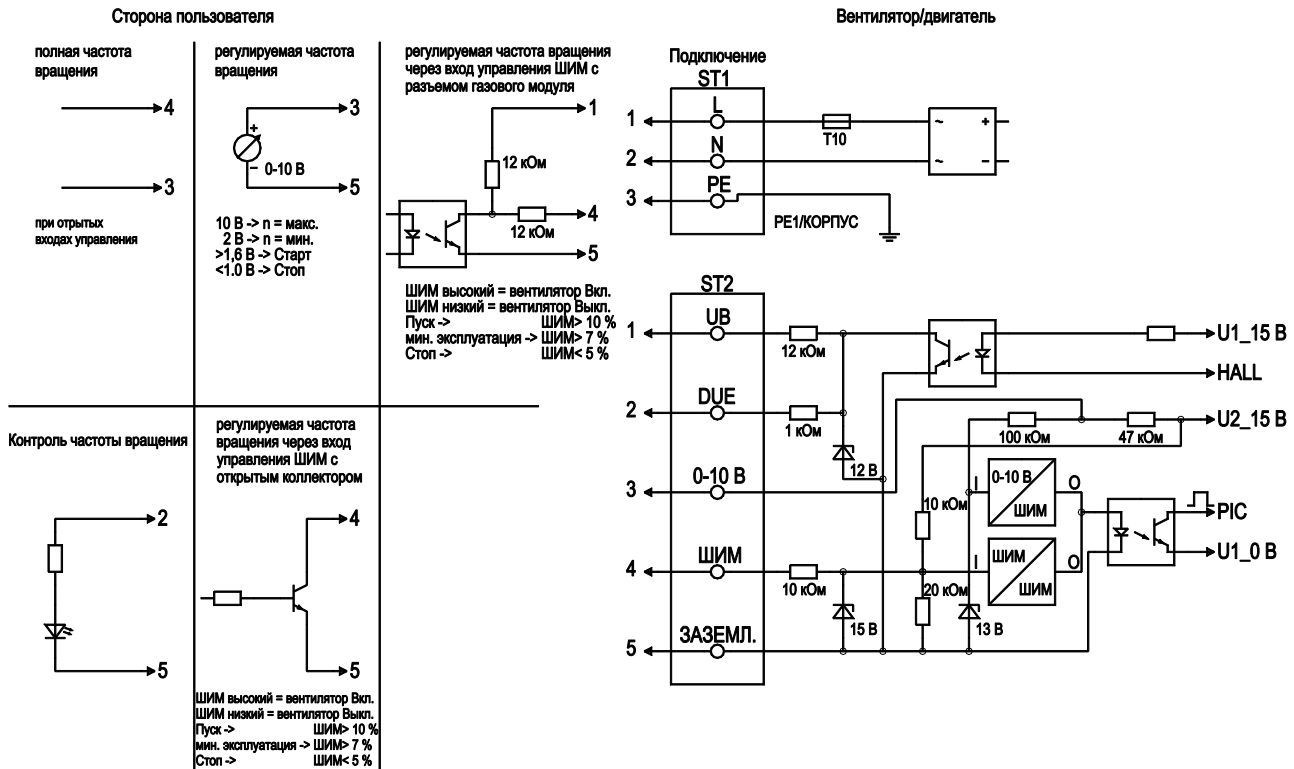 Сторона пользователя
Вентилятор/двигатель
полная частота
вращения
4
3
при отрытых
входах управления
регулируемая частота
вращения
3
+
− 0-10 В
5
10 В -> n = макс.
2 В -> n = мин.
>1,6 В -> Старт
<1.0 В -> Стоп
регулируемая частота вращения
через вход управления ШИМ с
разъемом газового модуля
1
12 кОм
4
12 кОм
5
ШИМ высокий = вентилятор Вкл.
ШИМ низкий = вентилятор Выкл.
Пуск -> ШИМ> 10 %
мин. эксплуатация -> ШИМ> 7 %
Стоп -> ШИМ< 5 %
Контроль частоты вращения
2
5
регулируемая частота
вращения через вход
управления ШИМ с
открытым коллектором
4
5
ШИМ высокий = вентилятор Вкл.
ШИМ низкий = вентилятор Выкл.
Пуск -> ШИМ> 10 %
мин. эксплуатация -> ШИМ> 7 %
Стоп -> ШИМ< 5 %
Подключение
ST1
1 L
T10
~ +
2 N
~ −
3 PE
PE1/КОРПУС
ST2
1 UB
12 кОм
U1_15 В
HALL
2 DUE
1 кОм
100 кОм
47 кОм
U2_15 В
12 В
3 0-10 В
10 кОм
I 0-10 В O
ШИМ
PIC
4 ШИМ
10 кОм
I ШИМ O
ШИМ
U1_0 В
20 кОм
15 В
13 В
5 ЗАЗЕМЛ.